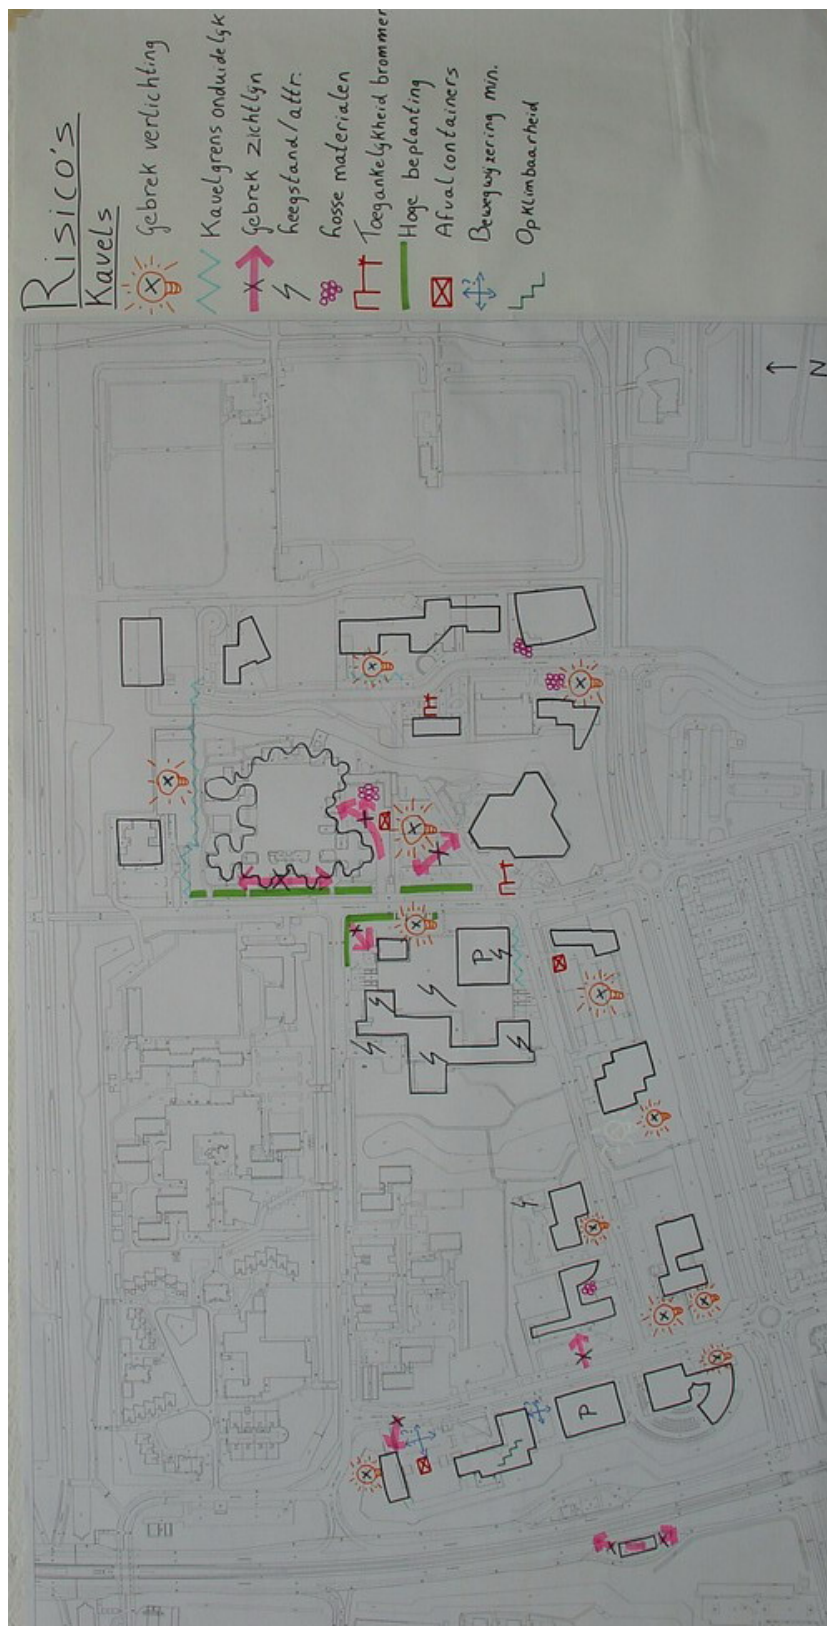 Risico's
Kavels
Gebrek verlichting
Kavelgrens onduidelijk
Gebrek zichtlijn
Leegstand/attr.
Losse materialen
Toegankelijkheid brommer
Hoge beplanting
Afvalcontainers
Bewegwijzering min.
Opklimbaarheid
N
P
P